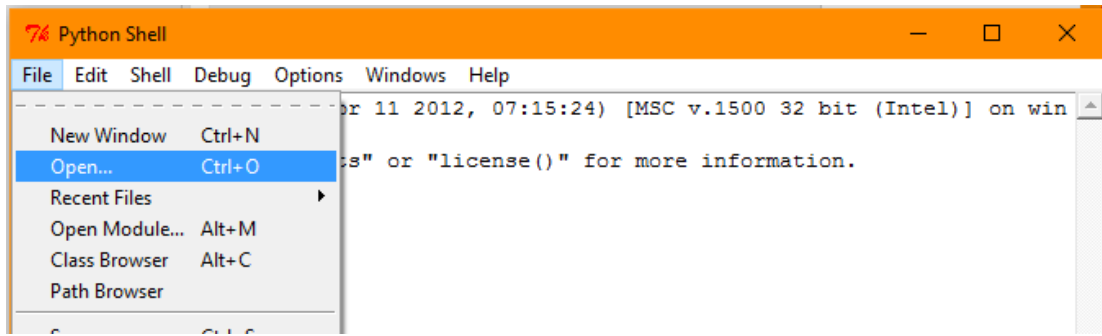 Python Shell
File Edit Shell Debug Options Windows Help
11 2012, 07:15:24) [MSC v.1500 32 bit (Intel)] on win
New Window Ctrl+N
Open... Ctrl+O
" or "license()" for more information.
Recent Files
Open Module... Alt+M
Class Browser Alt+C
Path Browser